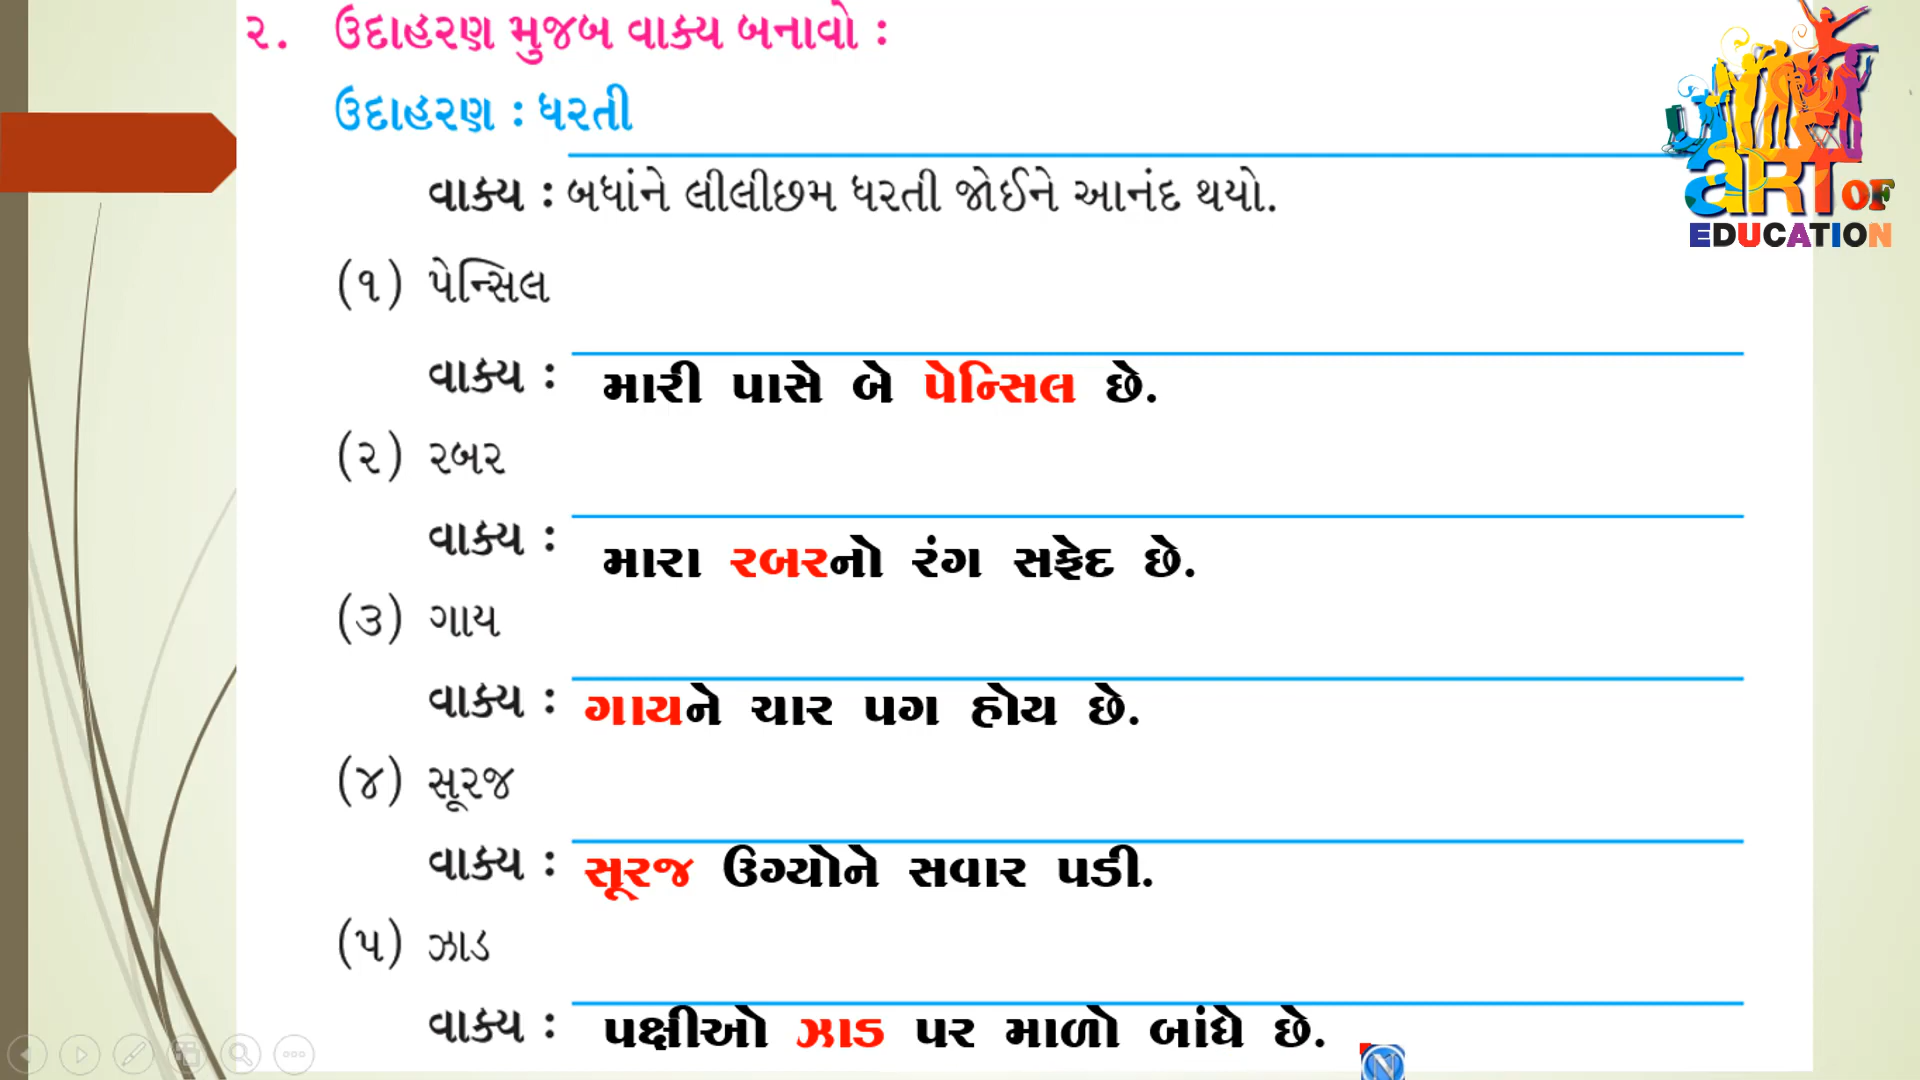 ૨. ઉદાહરણ મુજબ વાક્ય બનાવો :
ઉદાહરણ : ધરતી
વાક્ય : બધાંને લીલીછમ ધરતી જોઈને આનંદ થયો.
(૧) પેન્સિલ
વાક્ય : મારી પાસે બે પેન્સિલ છે.
(૨) રબર
વાક્ય : મારા રબરનો રંગ સફેદ છે.
(૩) ગાય
વાક્ય : ગાયને ચાર પગ હોય છે.
(૪) સૂરજ
વાક્ય : સૂરજ ઉગ્યોને સવાર પડી.
(૫) ઝાડ
વાક્ય : પક્ષીઓ ઝાડ પર માળો બાંધે છે.
aRT OF
EDUCATION
N